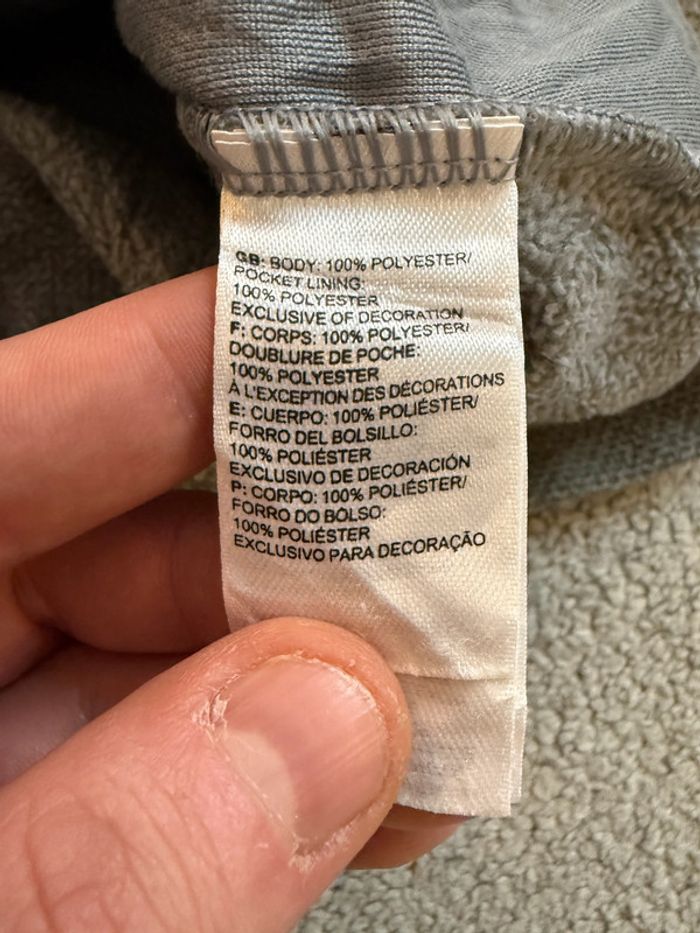 GB: BODY: 100% POLYESTER/
POCKET LINING:
100% POLYESTER
EXCLUSIVE OF DECORATION
F: CORPS: 100% POLYESTER/
DOUBLURE DE POCHE:
100% POLYESTER
À L'EXCEPTION DES DÉCORATIONS
E: CUERPO: 100% POLIÉSTER/
FORRO DEL BOLSILLO:
100% POLIÉSTER
EXCLUSIVO DE DECORACIÓN
P: CORPO: 100% POLIÉSTER/
FORRO DO BOLSO:
100% POLIÉSTER
EXCLUSIVO PARA DECORAÇÃO